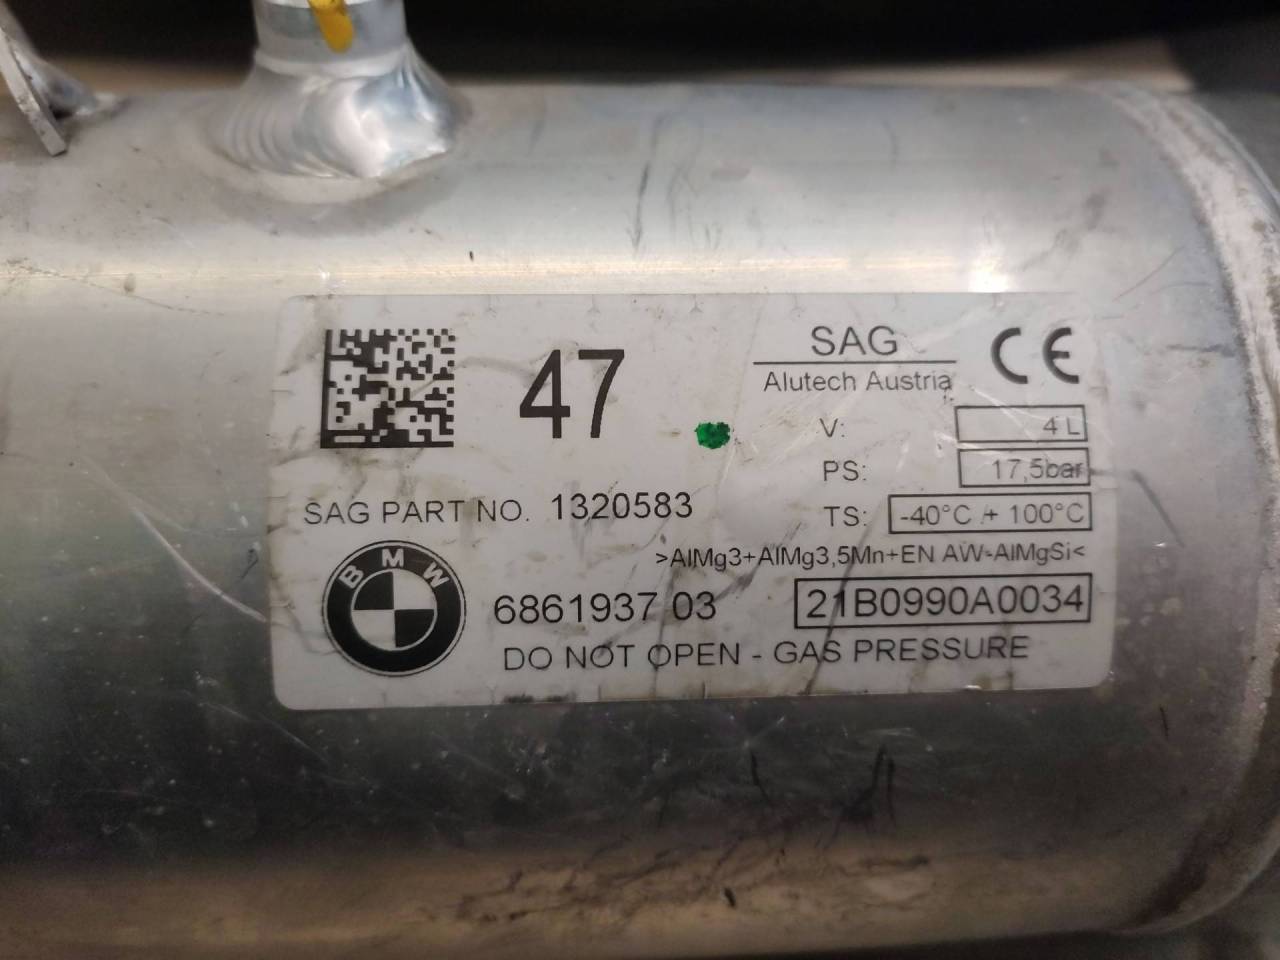 47
SAG
Alutech Austria
CE
V: 4 L
PS: 17,5bar
SAG PART NO. 1320583
TS: -40°C /+ 100°C
>AlMg3+AlMg3,5Mn+EN AW-AlMgSi<
BMW
6861937 03
21B0990A0034
DO NOT OPEN - GAS PRESSURE